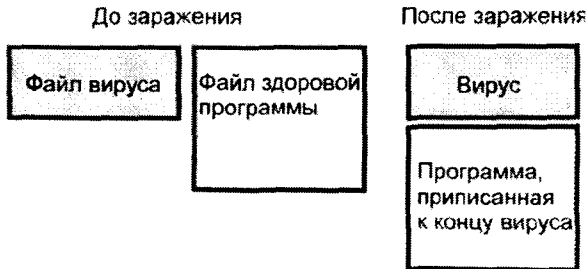 До заражения
После заражения
Файл вируса
Файл здоровой
программы
Вирус
Программа,
приписанная
к концу вируса